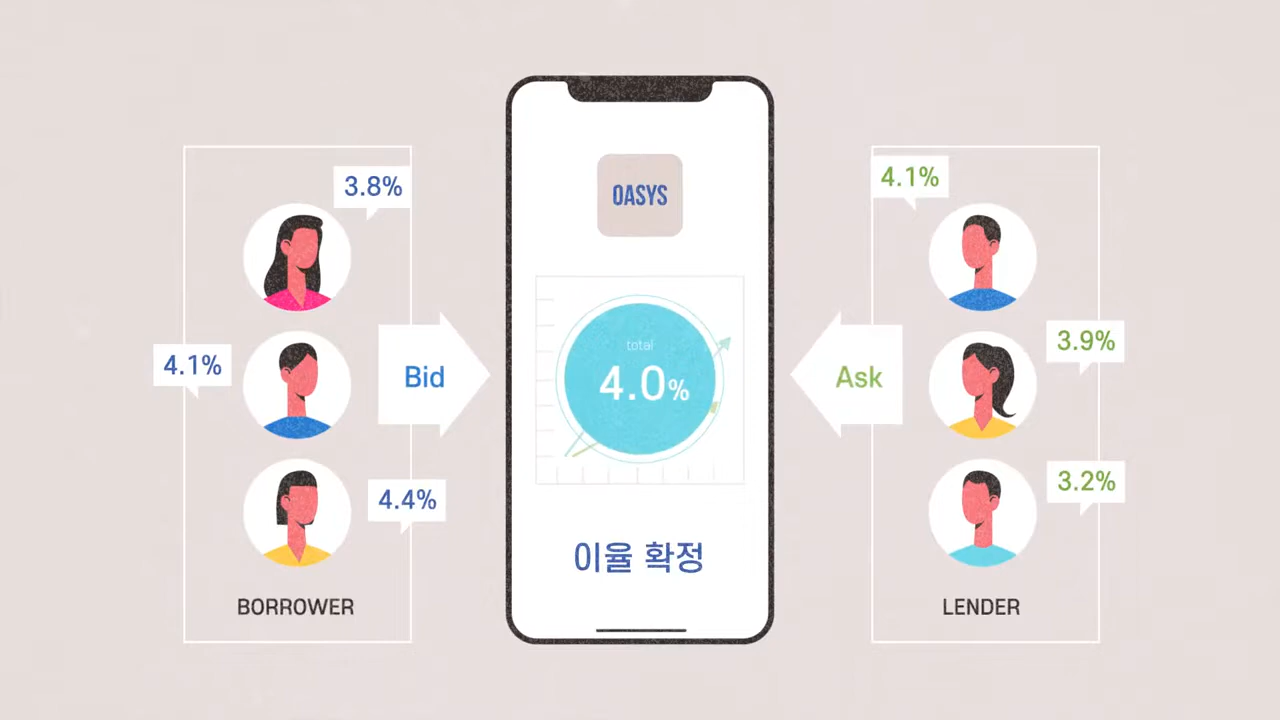 3.8%
4.1%
4.4%
BORROWER
Bid
OASYS
total
4.0%
이율 확정
Ask
4.1%
3.9%
3.2%
LENDER